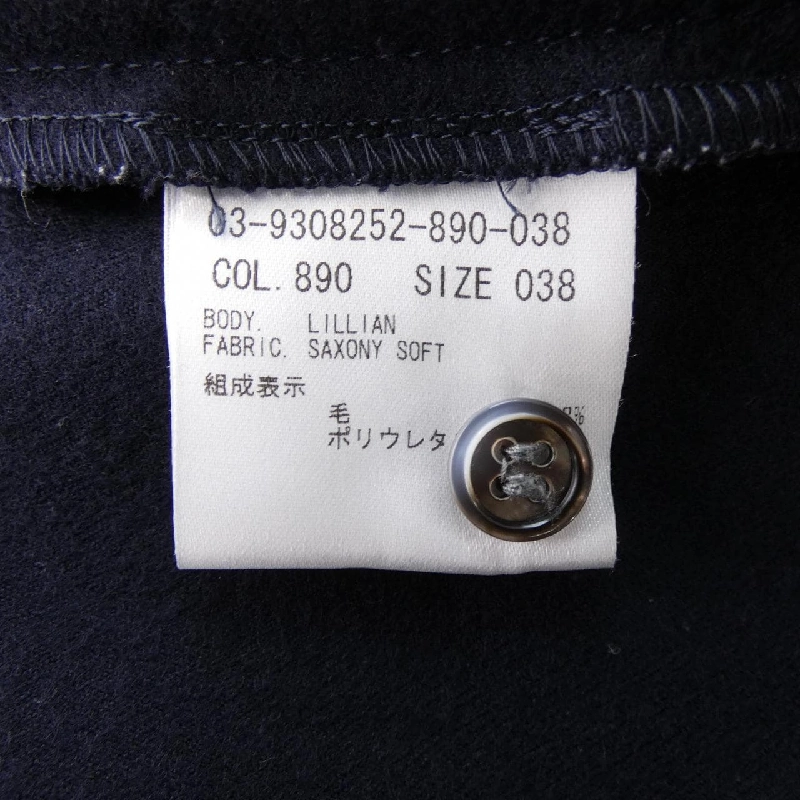 03-9308252-890-038
COL. 890 SIZE 038
BODY. LILLIAN
FABRIC. SAXONY SOFT
組成表示
毛 %
ポリウレタ